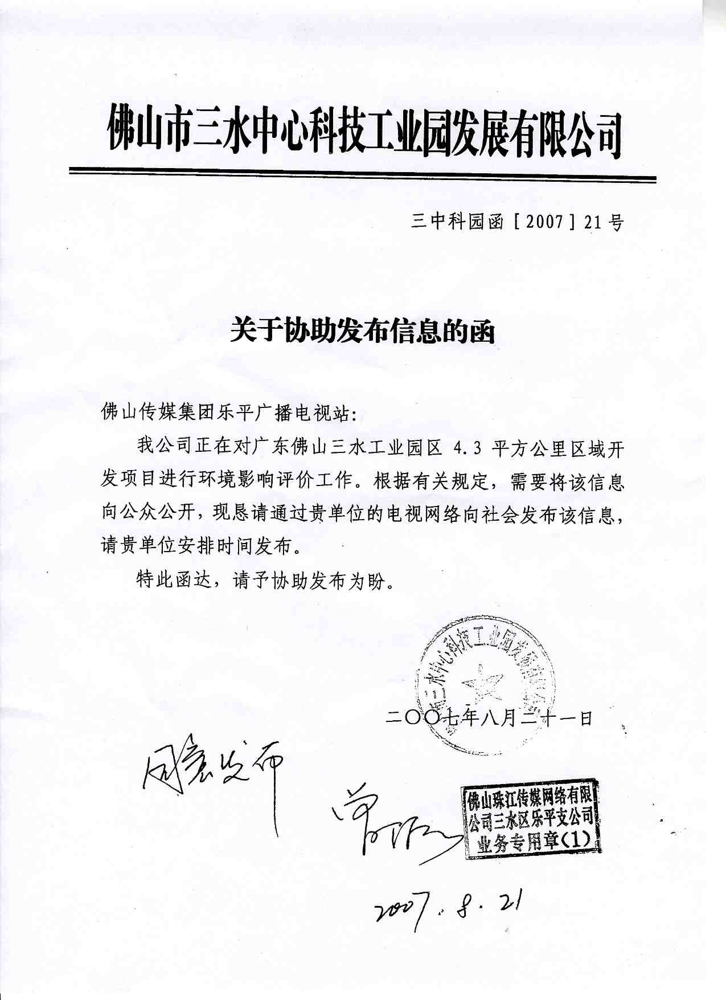 佛山市三水中心科技工业园发展有限公司
三中科园函[2007]21号
关于协助发布信息的函
佛山传媒集团乐平广播电视站：
我公司正在对广东佛山三水工业园区 4.3 平方公里区域开
发项目进行环境影响评价工作。根据有关规定，需要将该信息
向公众公开，现恳请通过贵单位的电视网络向社会发布该信息，
请贵单位安排时间发布。
特此函达，请予协助发布为盼。
三水中心科技工业园发展有限公司
二〇〇七年八月二十一日
同意发布
佛山珠江传媒网络有限
公司三水区乐平支公司
业务专用章(1)
2007.8.21